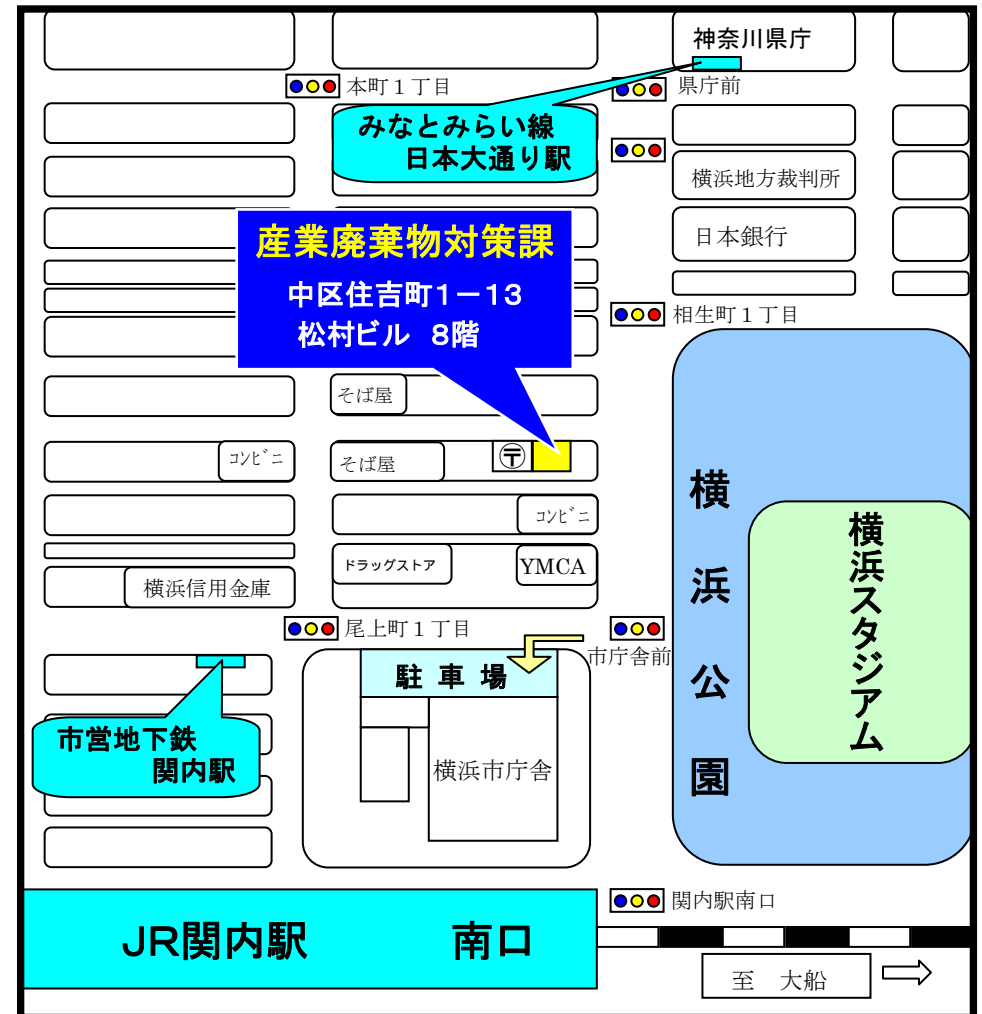 神奈川県庁
本町１丁目
県庁前
みなとみらい線
日本大通り駅
横浜地方裁判所
産業廃棄物対策課
中区住吉町1－13
松村ビル 8階
日本銀行
相生町１丁目
そば屋
ｺﾝﾋﾞﾆ
そば屋
〒
ｺﾝﾋﾞﾆ
ドラッグストア
YMCA
横浜信用金庫
横浜公園
横浜スタジアム
尾上町１丁目
市庁舎前
駐車場
市営地下鉄
関内駅
横浜市庁舎
関内駅南口
JR関内駅 南口
至 大船